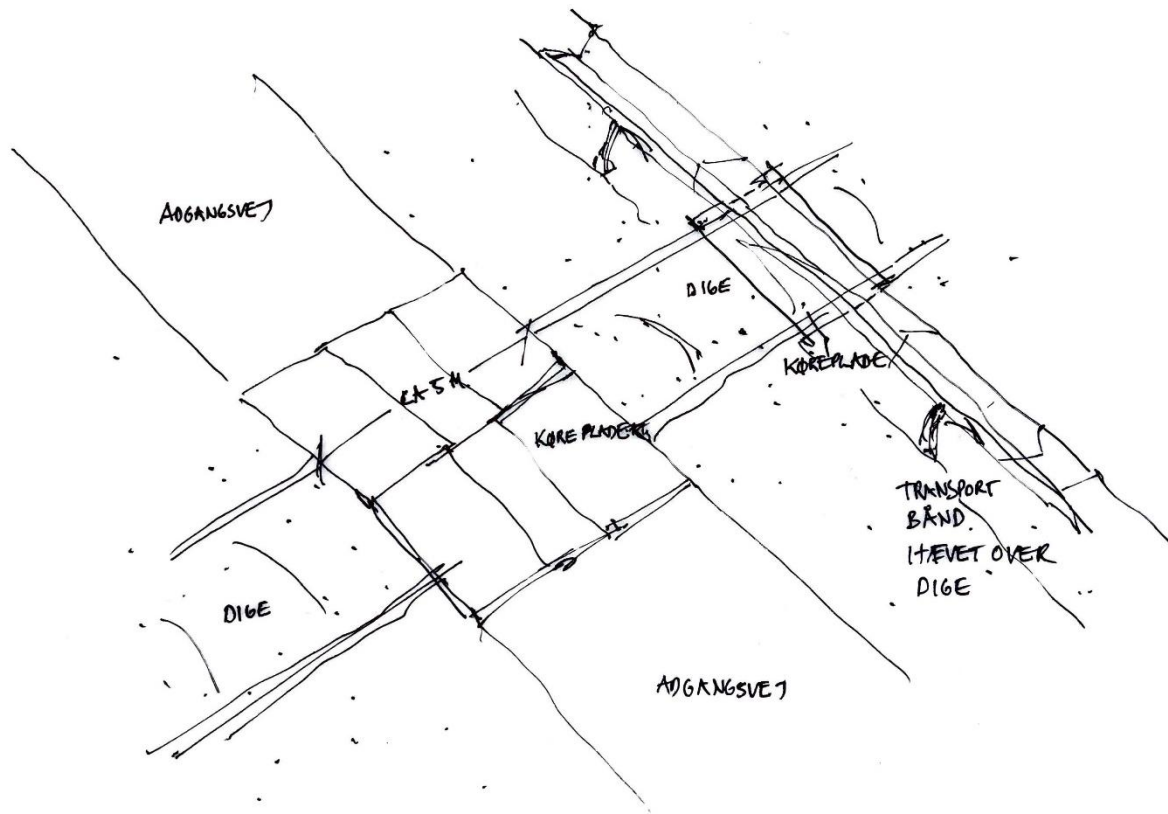 ADGANGSVEJ
DIGE
CA 5 M.
KØREPLADE
KØREPLADER
TRANSPORT
BÅND.
HÆVET OVER
DIGE
DIGE
ADGANGSVEJ